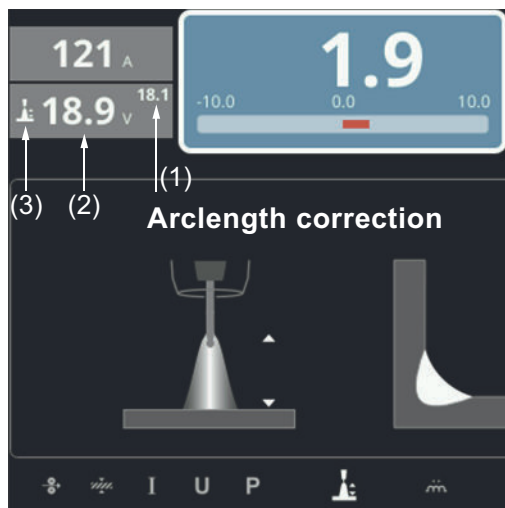 121 A
18.9 V 18.1
1.9
-10.0 0.0 10.0
(1)
(3) (2)
Arclength correction
I U P